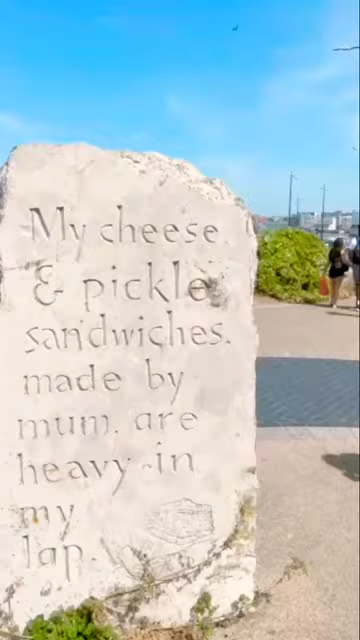 My cheese
& pickle
sandwiches.
made by
mum. are
heavy in
my
lap.